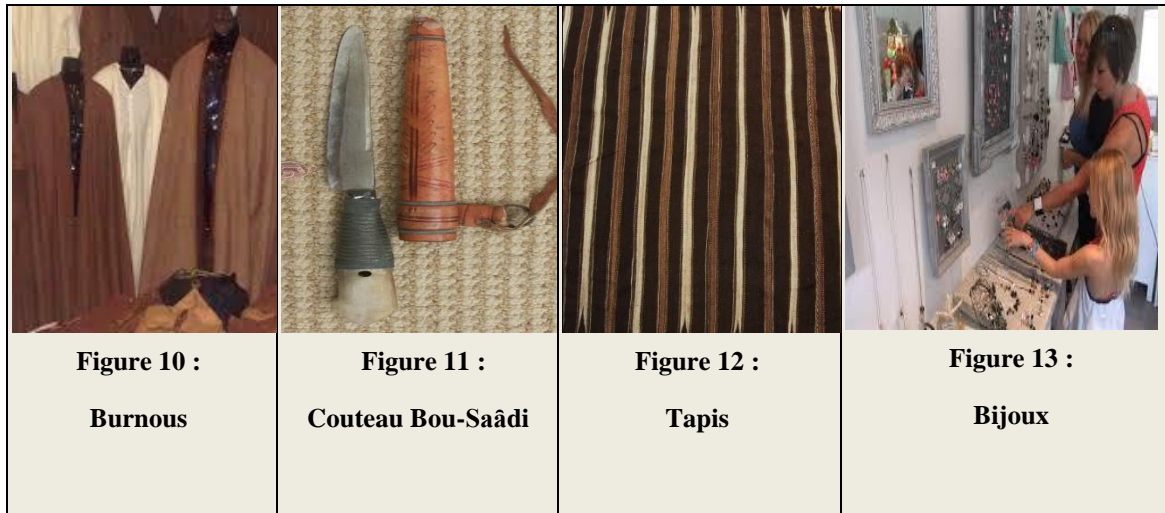 Figure 10 :
Burnous
Figure 11 :
Couteau Bou-Saâdi
Figure 12 :
Tapis
Figure 13 :
Bijoux